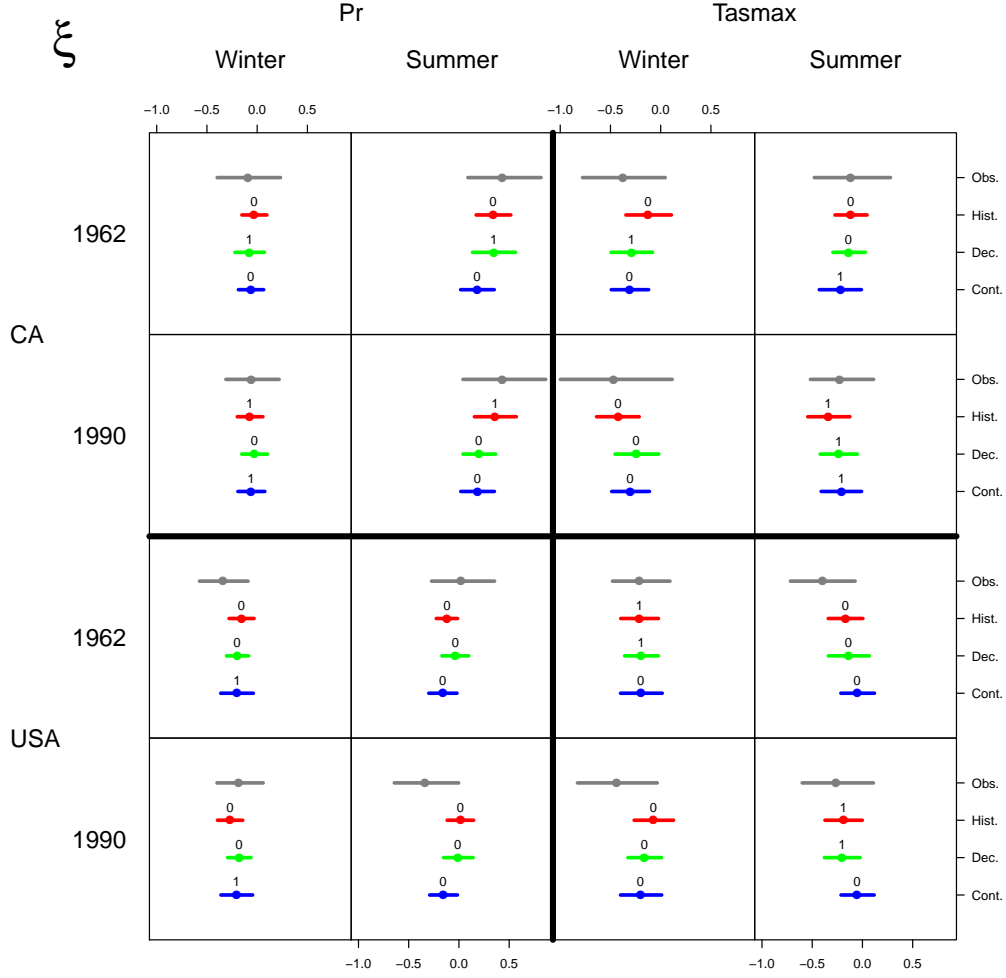 ξ
Pr Tasmax
Winter Summer Winter Summer
−1.0 −0.5 0.0 0.5 −1.0 −0.5 0.0 0.5
Obs.
0 0 0 0 Hist.
1962
1 1 1 0 Dec.
0 0 0 1 Cont.
CA
Obs.
1 1 0 1 Hist.
1990
0 0 0 1 Dec.
1 0 0 1 Cont.
Obs.
0 0 1 0 Hist.
1962
0 0 1 0 Dec.
1 0 0 0 Cont.
USA
Obs.
0 0 0 1 Hist.
1990
0 0 0 1 Dec.
1 0 0 0 Cont.
−1.0 −0.5 0.0 0.5 −1.0 −0.5 0.0 0.5